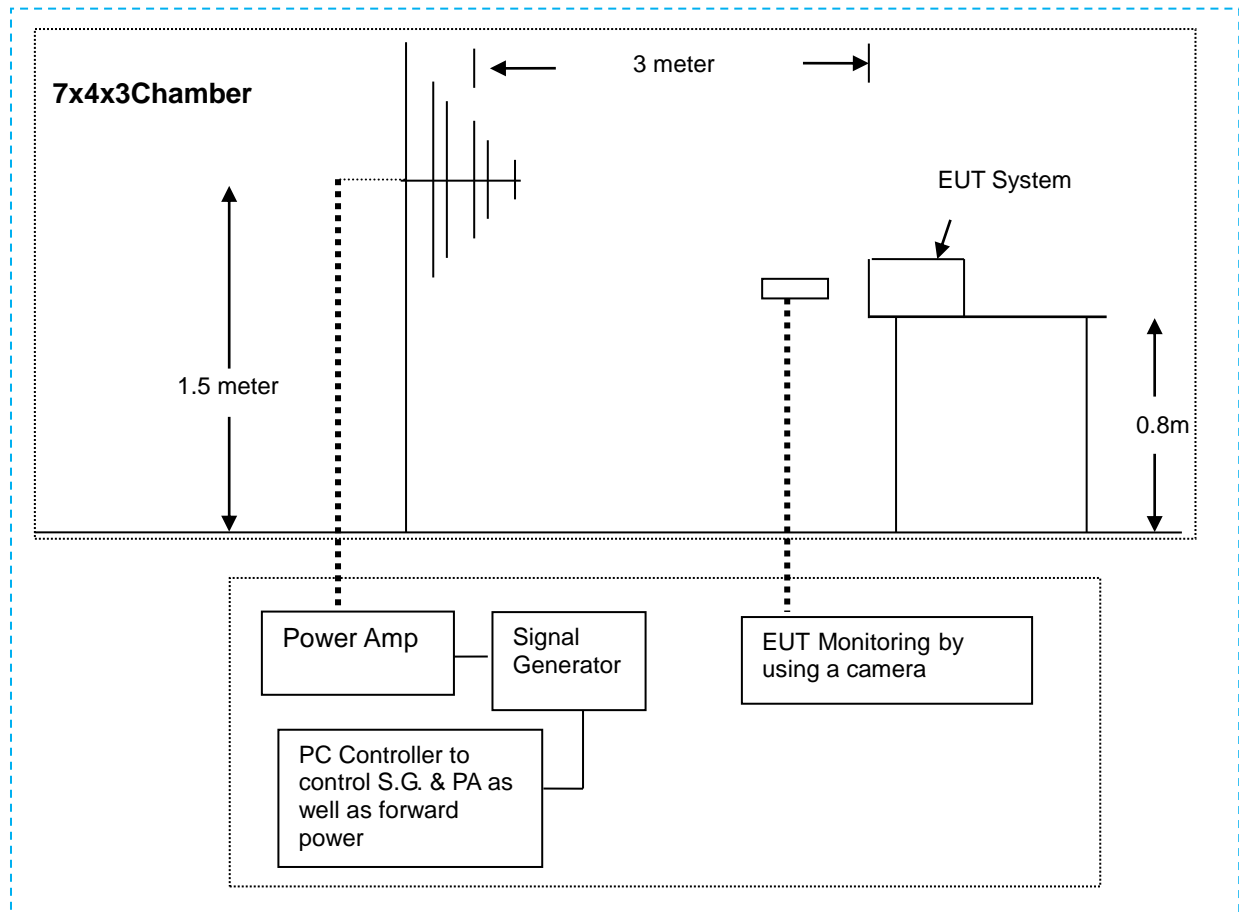 3 meter
7x4x3Chamber
EUT System
1.5 meter
0.8m
Power Amp
Signal
Generator
EUT Monitoring by
using a camera
PC Controller to
control S.G. & PA as
well as forward
power